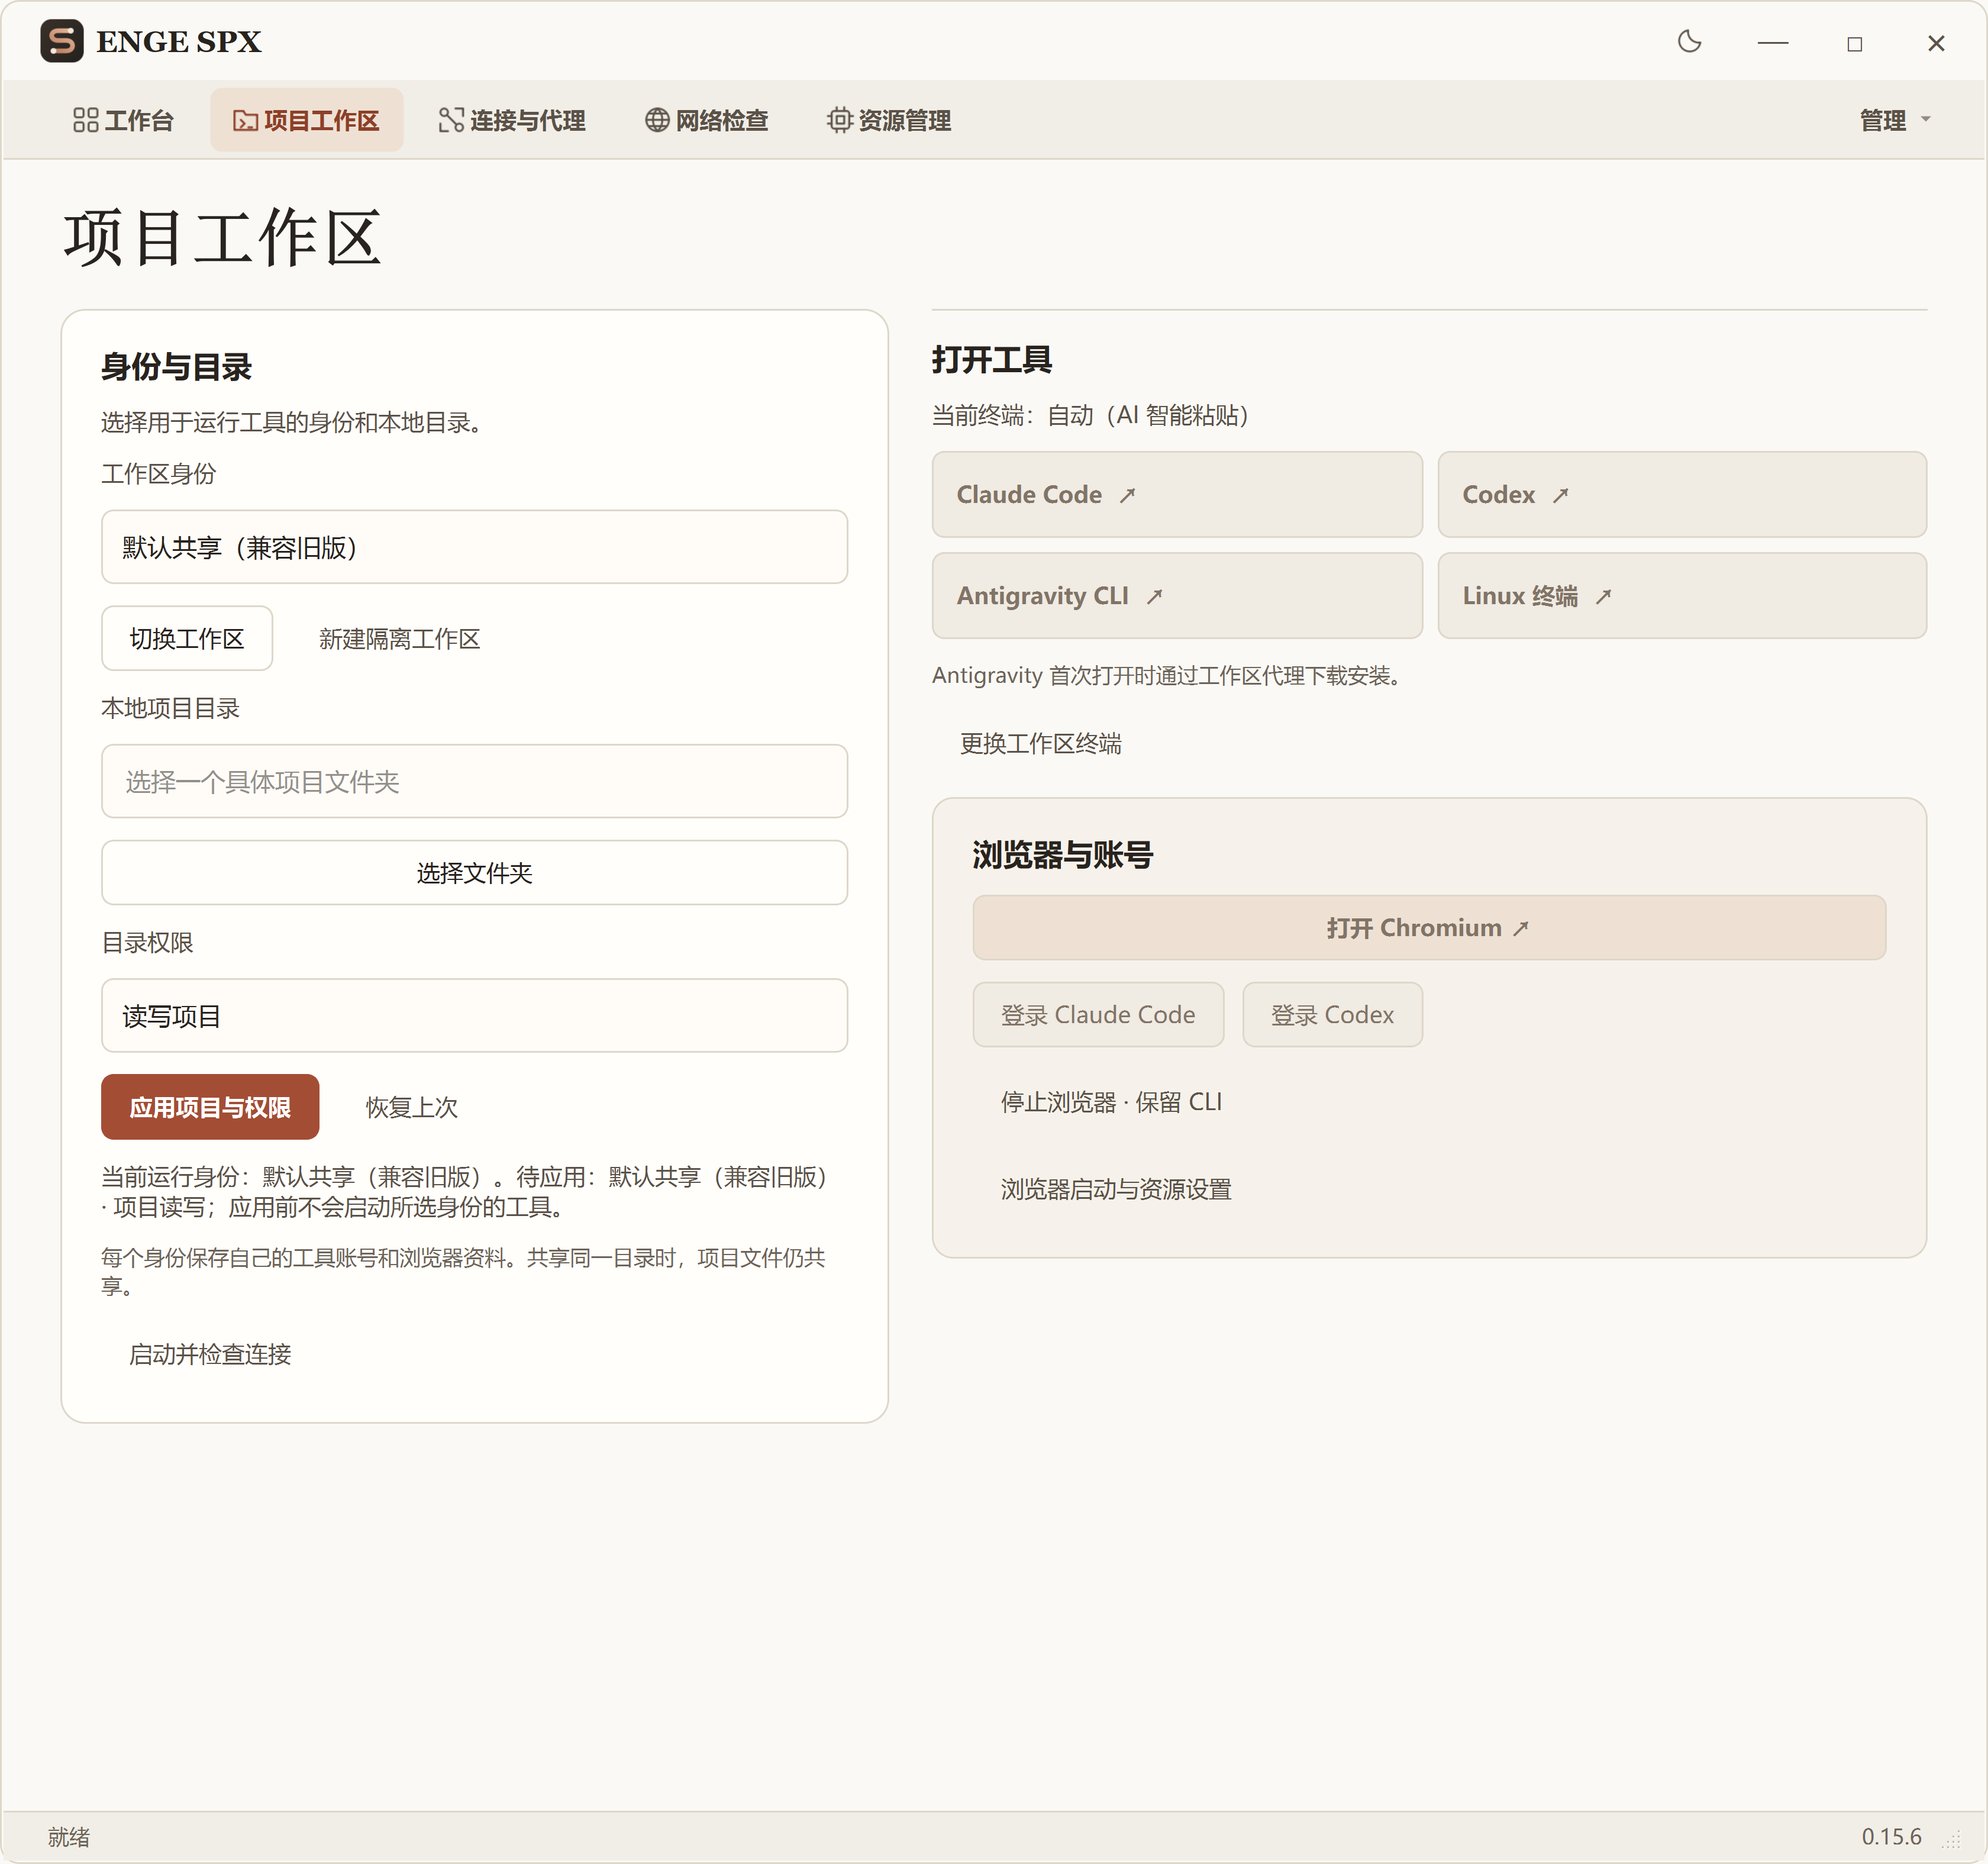 ENGE SPX
工作台
项目工作区
连接与代理
网络检查
资源管理
管理
项目工作区
身份与目录
选择用于运行工具的身份和本地目录。
工作区身份
默认共享（兼容旧版）
切换工作区
新建隔离工作区
本地项目目录
选择一个具体项目文件夹
选择文件夹
目录权限
读写项目
应用项目与权限
恢复上次
当前运行身份：默认共享（兼容旧版）。待应用：默认共享（兼容旧版）
· 项目读写；应用前不会启动所选身份的工具。
每个身份保存自己的工具账号和浏览器资料。共享同一目录时，项目文件仍共
享。
启动并检查连接
打开工具
当前终端：自动（AI 智能粘贴）
Claude Code ↗
Codex ↗
Antigravity CLI ↗
Linux 终端 ↗
Antigravity 首次打开时通过工作区代理下载安装。
更换工作区终端
浏览器与账号
打开 Chromium ↗
登录 Claude Code
登录 Codex
停止浏览器 · 保留 CLI
浏览器启动与资源设置
就绪
0.15.6